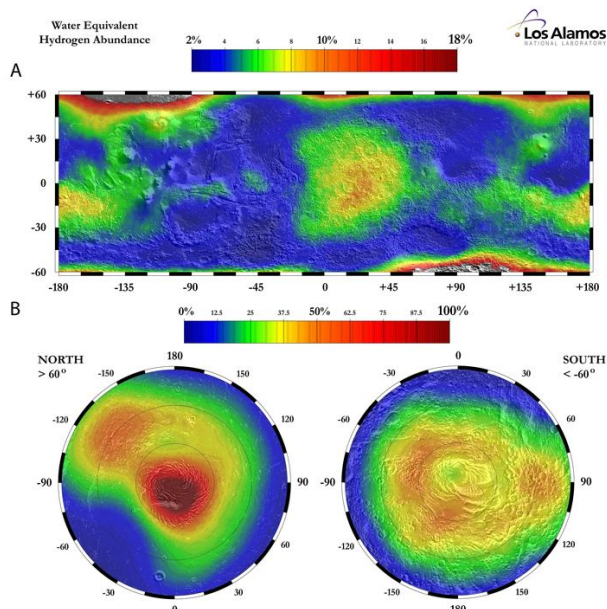 Water Equivalent
Hydrogen Abundance
2% 4 6 8 10% 12 14 16 18%
Los Alamos
NATIONAL LABORATORY
A
+60
+30
0
-30
-60
-180 -135 -90 -45 0 +45 +90 +135 +180
B
0% 12.5 25 37.5 50% 62.5 75 87.5 100%
NORTH
> 60°
180
-150 150
-120 120
-90 90
-60 60
-30 30
0
SOUTH
< -60°
0
-30 30
-60 60
-90 90
-120 120
-150 150
180